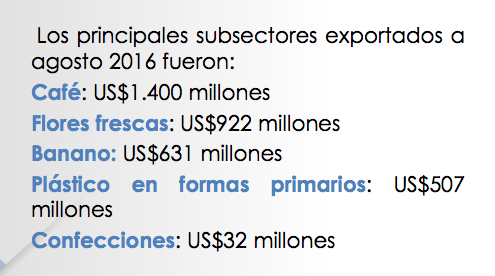 Los principales subsectores exportados a
agosto 2016 fueron:
Café: US$1.400 millones
Flores frescas: US$922 millones
Banano: US$631 millones
Plástico en formas primarios: US$507
millones
Confecciones: US$32 millones